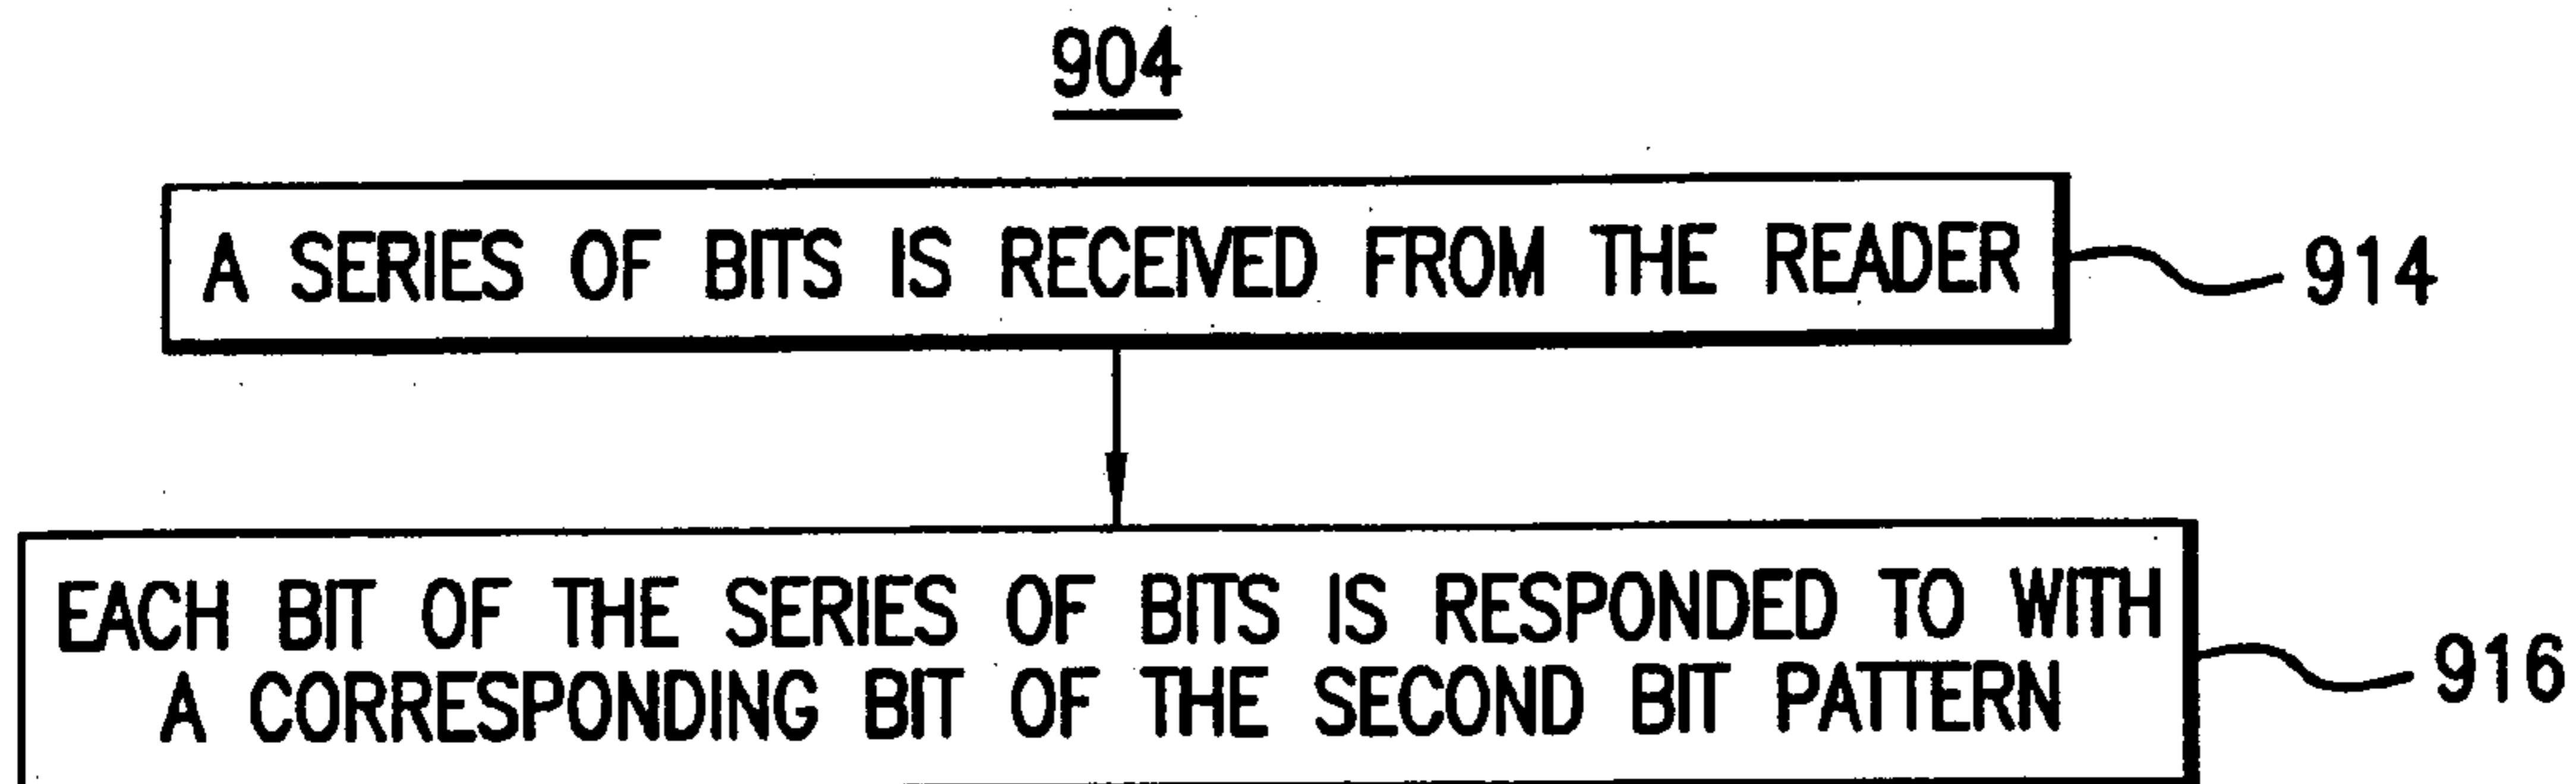 904
A SERIES OF BITS IS RECEIVED FROM THE READER
914
EACH BIT OF THE SERIES OF BITS IS RESPONDED TO WITH
A CORRESPONDING BIT OF THE SECOND BIT PATTERN
916